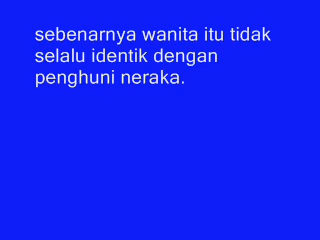 sebenarnya wanita itu tidak
selalu identik dengan
penghuni neraka.